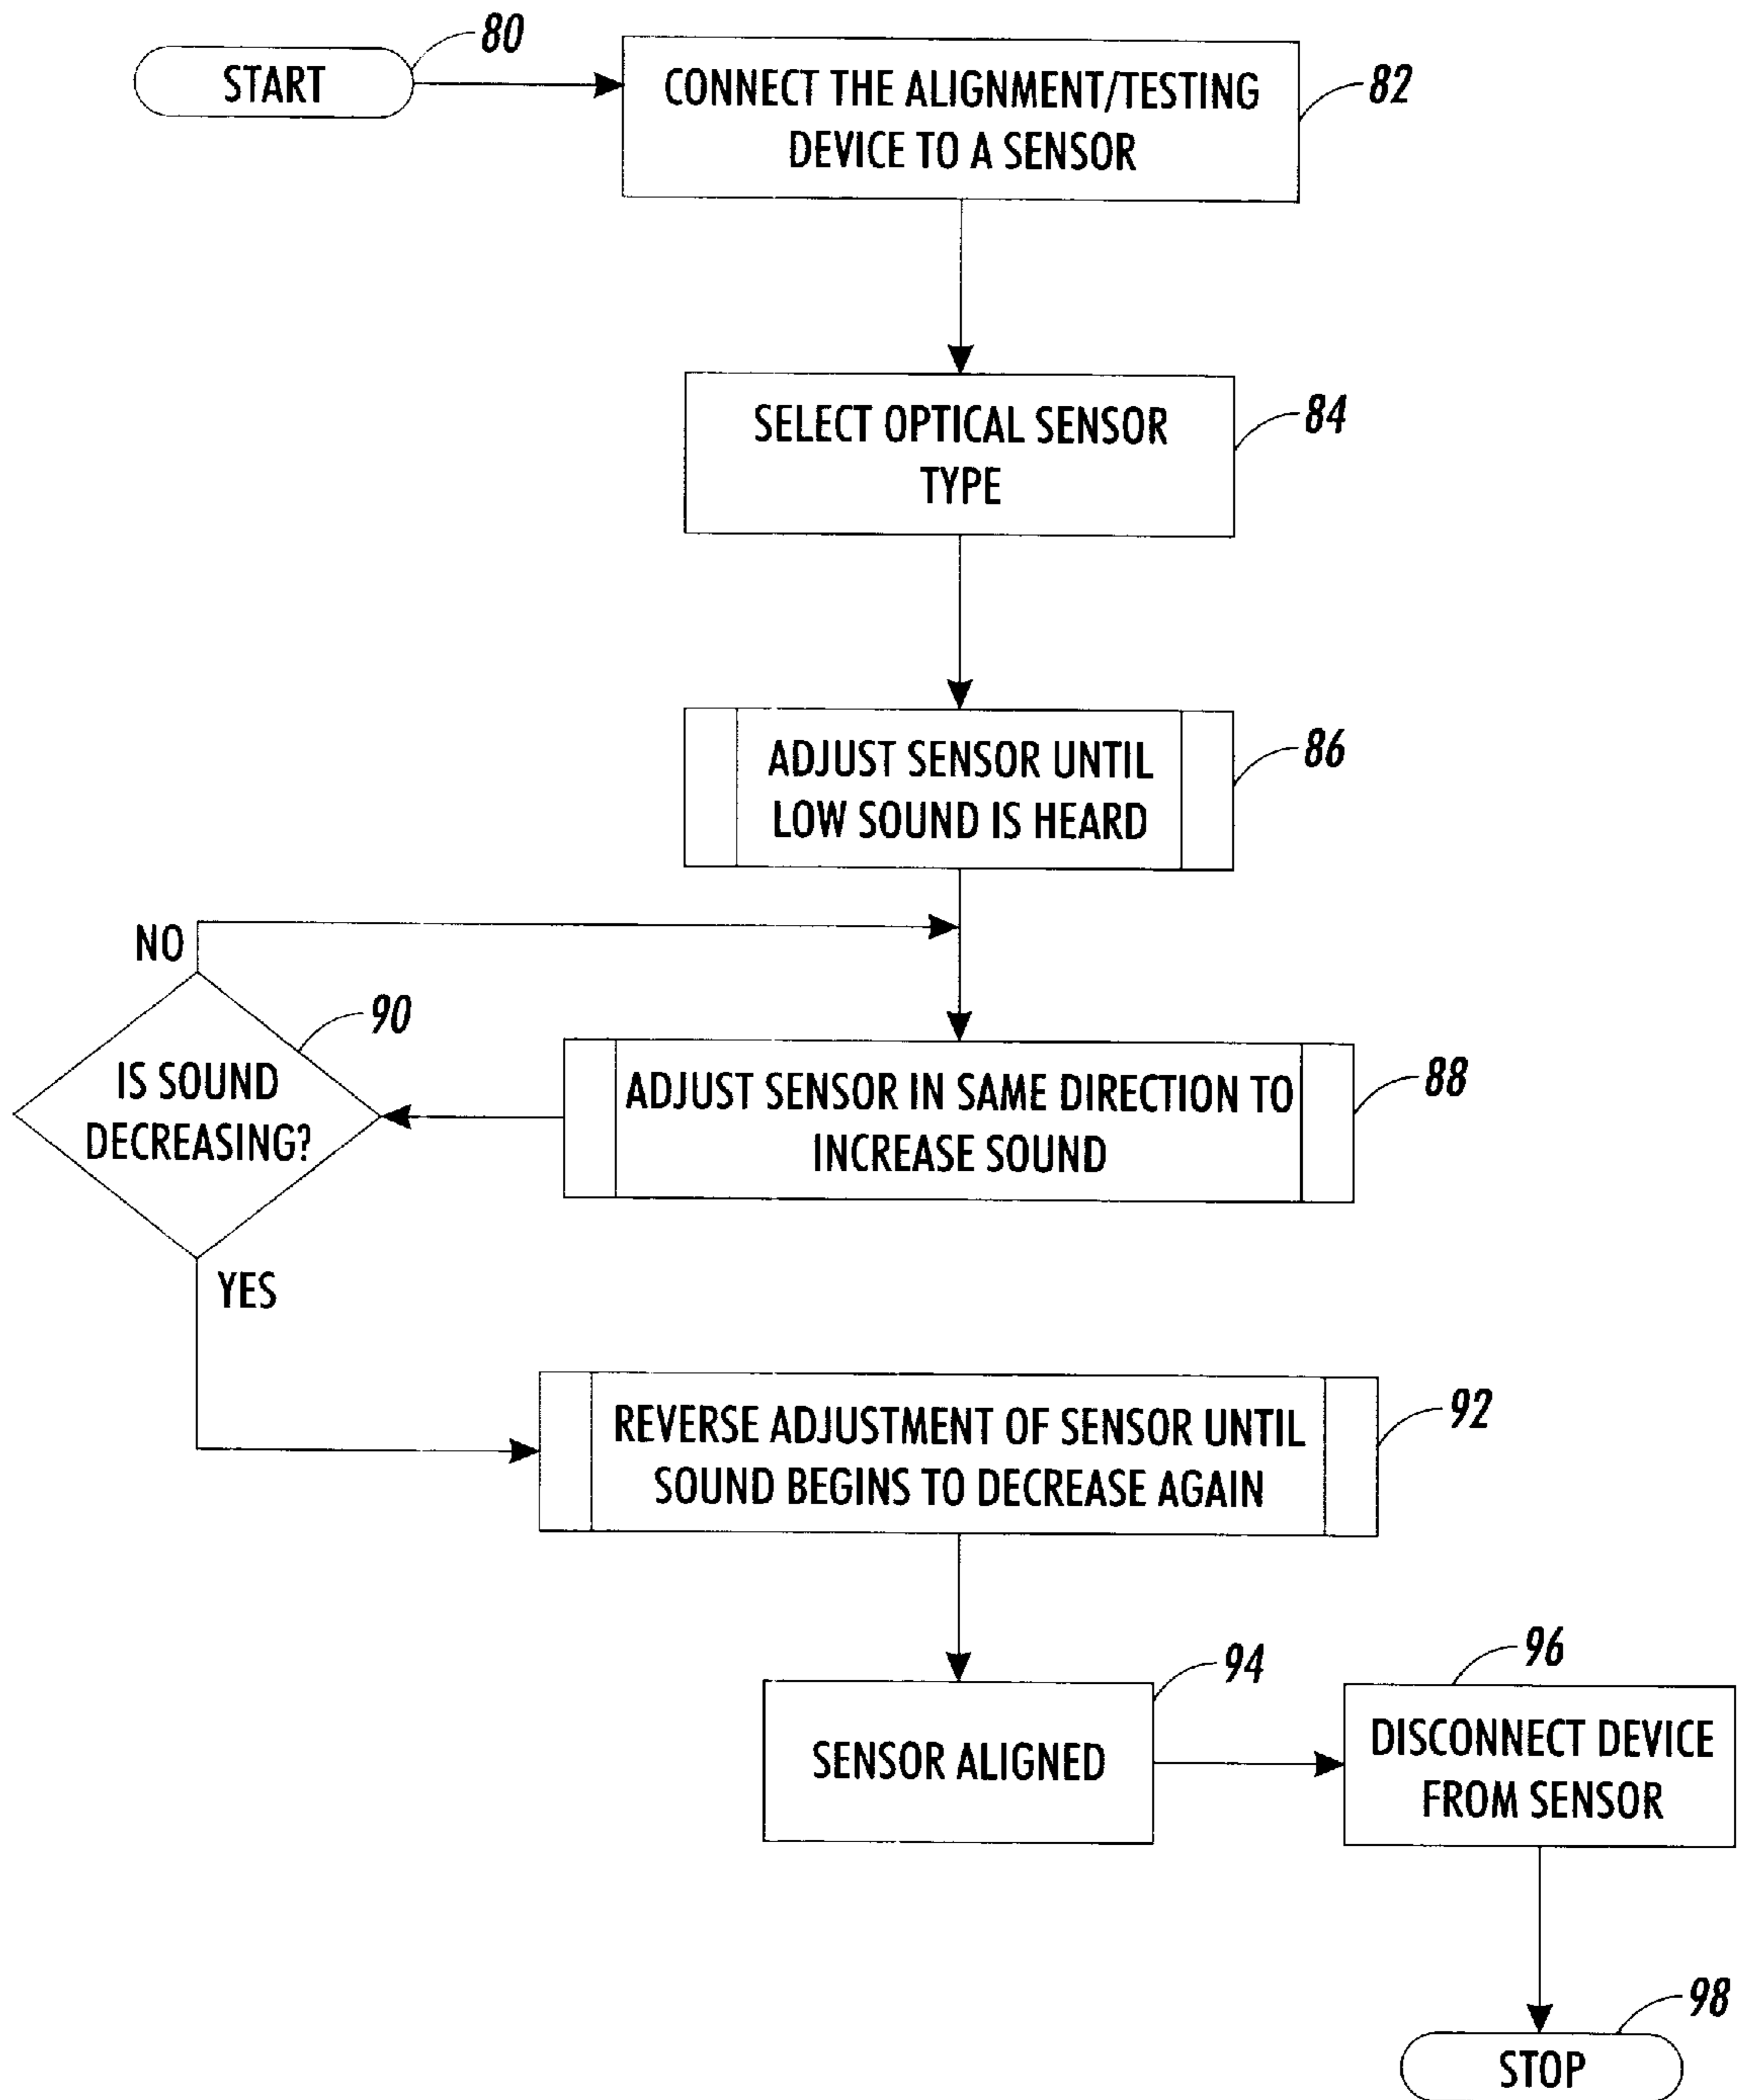 START
80
CONNECT THE ALIGNMENT/TESTING
DEVICE TO A SENSOR
82
SELECT OPTICAL SENSOR
TYPE
84
ADJUST SENSOR UNTIL
LOW SOUND IS HEARD
86
NO
90
IS SOUND
DECREASING?
ADJUST SENSOR IN SAME DIRECTION TO
INCREASE SOUND
88
YES
REVERSE ADJUSTMENT OF SENSOR UNTIL
SOUND BEGINS TO DECREASE AGAIN
92
SENSOR ALIGNED
94
DISCONNECT DEVICE
FROM SENSOR
96
STOP
98